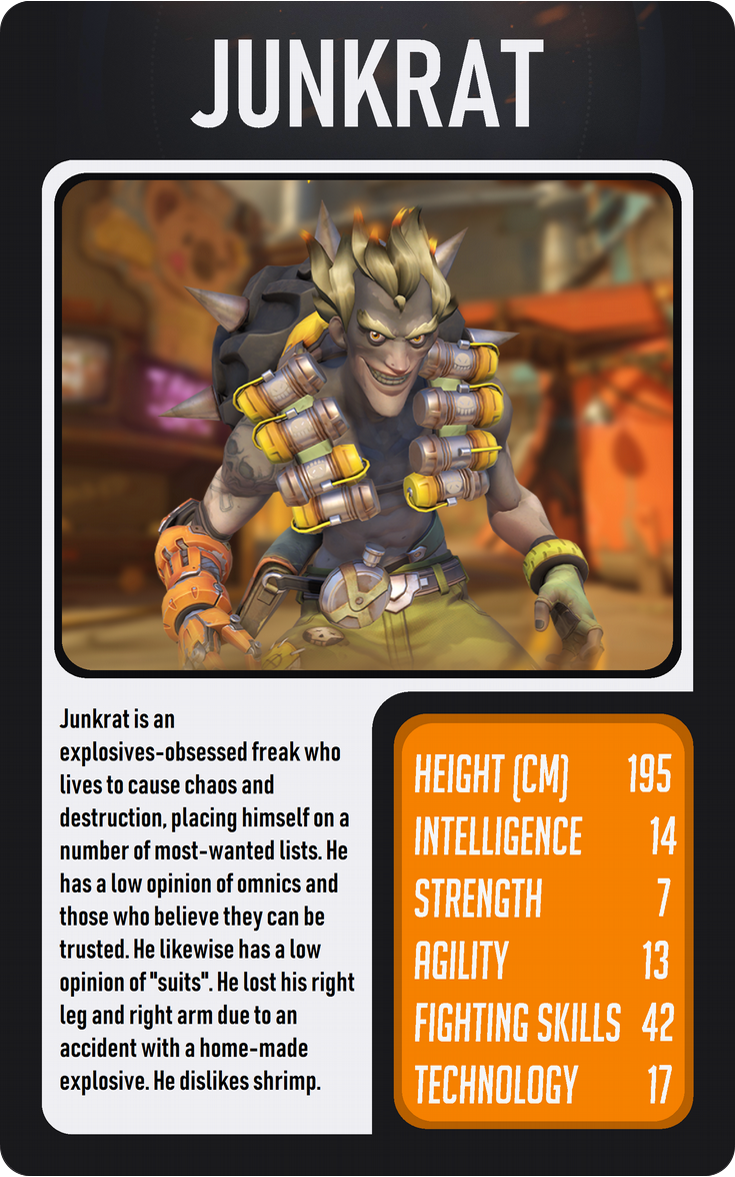 JUNKRAT
Junkrat is an
explosives-obsessed freak who
lives to cause chaos and
destruction, placing himself on a
number of most-wanted lists. He
has a low opinion of omnics and
those who believe they can be
trusted. He likewise has a low
opinion of "suits". He lost his right
leg and right arm due to an
accident with a home-made
explosive. He dislikes shrimp.
HEIGHT (CM) 195
INTELLIGENCE 14
STRENGTH 7
AGILITY 13
FIGHTING SKILLS 42
TECHNOLOGY 17